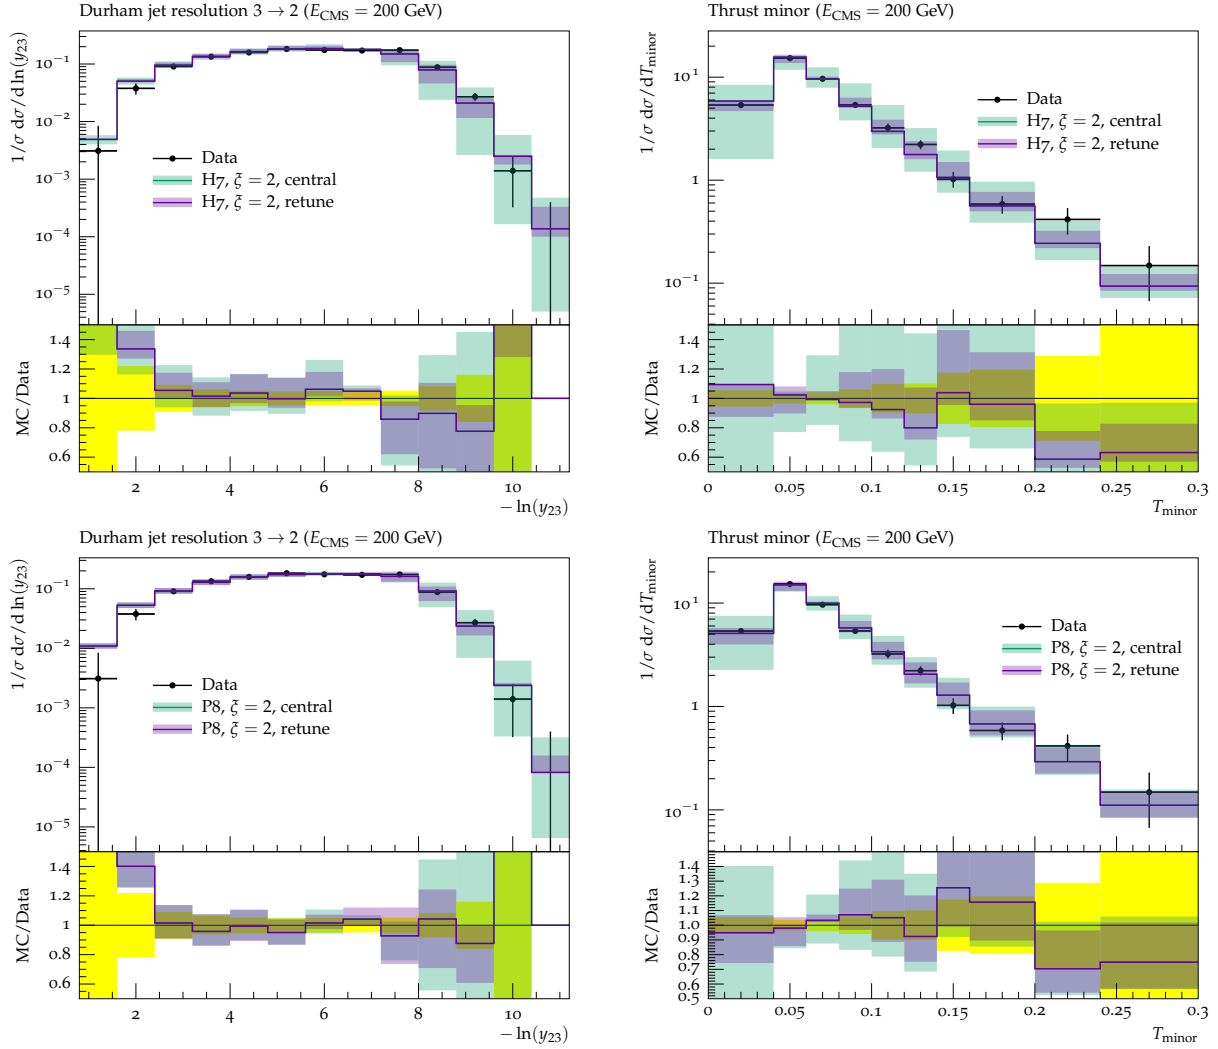 Durham jet resolution 3 → 2 (E_CMS = 200 GeV)
1/σ dσ/d ln(y_23)
10^−1
10^−2
10^−3
10^−4
10^−5
Data
H7, ξ = 2, central
H7, ξ = 2, retune
MC/Data
1.4
1.2
1
0.8
0.6
2 4 6 8 10
− ln(y_23)
Thrust minor (E_CMS = 200 GeV)
1/σ dσ/dT_minor
10^1
1
10^−1
Data
H7, ξ = 2, central
H7, ξ = 2, retune
MC/Data
1.4
1.2
1
0.8
0.6
0 0.05 0.1 0.15 0.2 0.25 0.3
T_minor
Durham jet resolution 3 → 2 (E_CMS = 200 GeV)
1/σ dσ/d ln(y_23)
10^−1
10^−2
10^−3
10^−4
10^−5
Data
P8, ξ = 2, central
P8, ξ = 2, retune
MC/Data
1.4
1.2
1
0.8
0.6
2 4 6 8 10
− ln(y_23)
Thrust minor (E_CMS = 200 GeV)
1/σ dσ/dT_minor
10^1
1
10^−1
Data
P8, ξ = 2, central
P8, ξ = 2, retune
MC/Data
1.4
1.3
1.2
1.1
1.0
0.9
0.8
0.7
0.6
0.5
0 0.05 0.1 0.15 0.2 0.25 0.3
T_minor